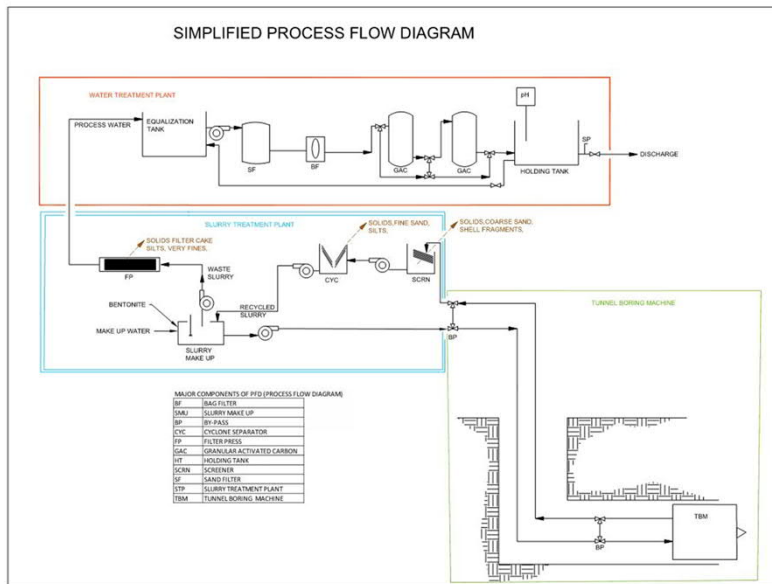 SIMPLIFIED PROCESS FLOW DIAGRAM
WATER TREATMENT PLANT
pH
PROCESS WATER
EQUALIZATION
TANK
SF
BF
GAC
GAC
HOLDING TANK
SP
DISCHARGE
SLURRY TREATMENT PLANT
SOLIDS FILTER CAKE
SILTS, VERY FINES.
SOLIDS,FINE SAND,
SILTS,
SOLIDS,COARSE SAND,
SHELL FRAGMENTS,
FP
WASTE
SLURRY
CYC
SCRN
BENTONITE
RECYCLED
SLURRY
MAKE UP WATER
SLURRY
MAKE UP
BP
TUNNEL BORING MACHINE
TBM
BP
MAJOR COMPONENTS OF PFD (PROCESS FLOW DIAGRAM)
BF BAG FILTER
SMU SLURRY MAKE UP
BP BY-PASS
CYC CYCLONE SEPARATOR
FP FILTER PRESS
GAC GRANULAR ACTIVATED CARBON
HT HOLDING TANK
SCRN SCREENER
SF SAND FILTER
STP SLURRY TREATMENT PLANT
TBM TUNNEL BORING MACHINE